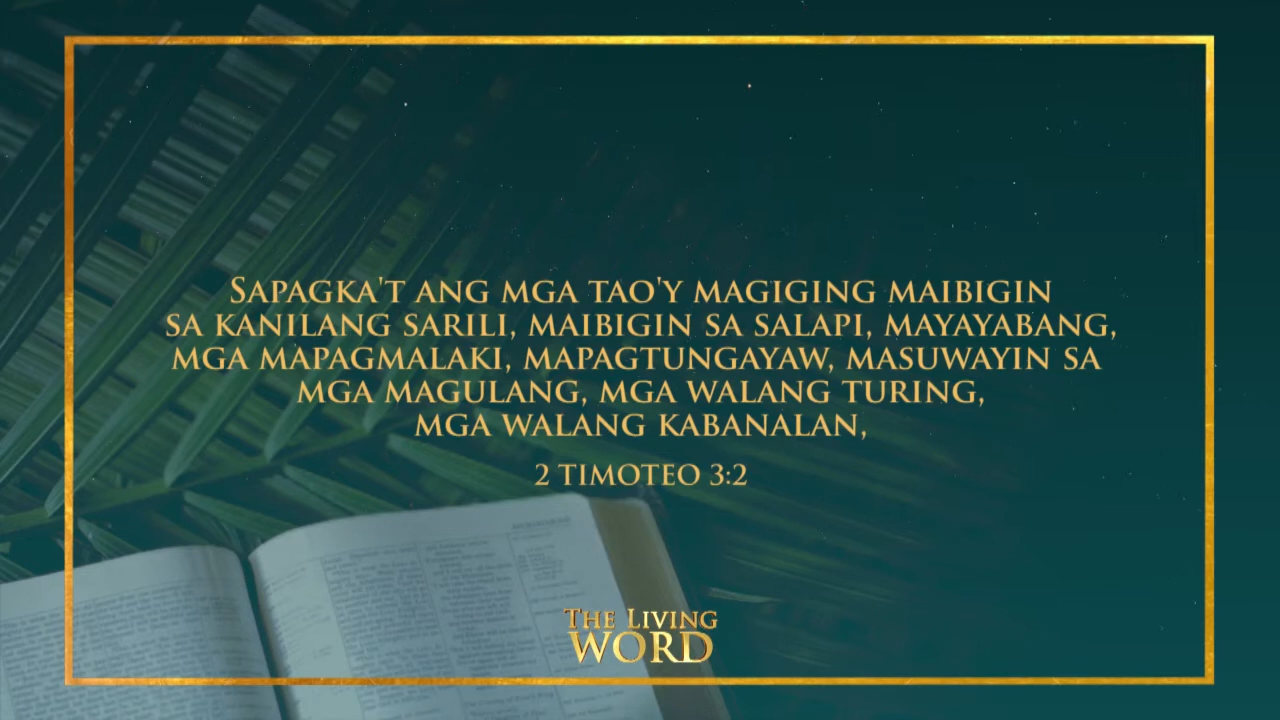 Sapagka't ang mga tao'y magiging maibigin
sa kanilang sarili, maibigin sa salapi, mayayabang,
mga mapagmalaki, mapagtungayaw, masuwayin sa
mga magulang, mga walang turing,
mga walang kabanalan,
2 Timoteo 3:2
The Living
Word